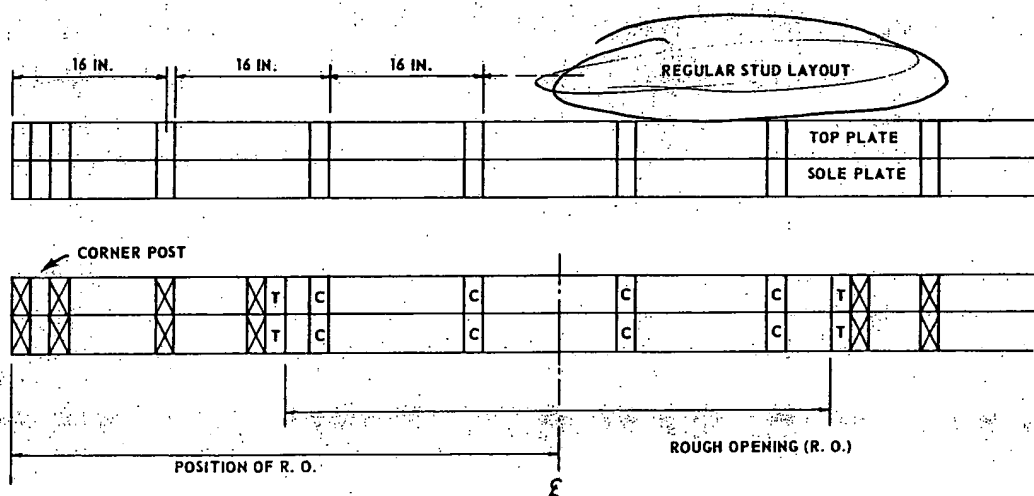 16 IN. 16 IN. 16 IN. REGULAR STUD LAYOUT
TOP PLATE
SOLE PLATE
CORNER POST
T C C C C T
T C C C C T
ROUGH OPENING (R. O.)
POSITION OF R. O.